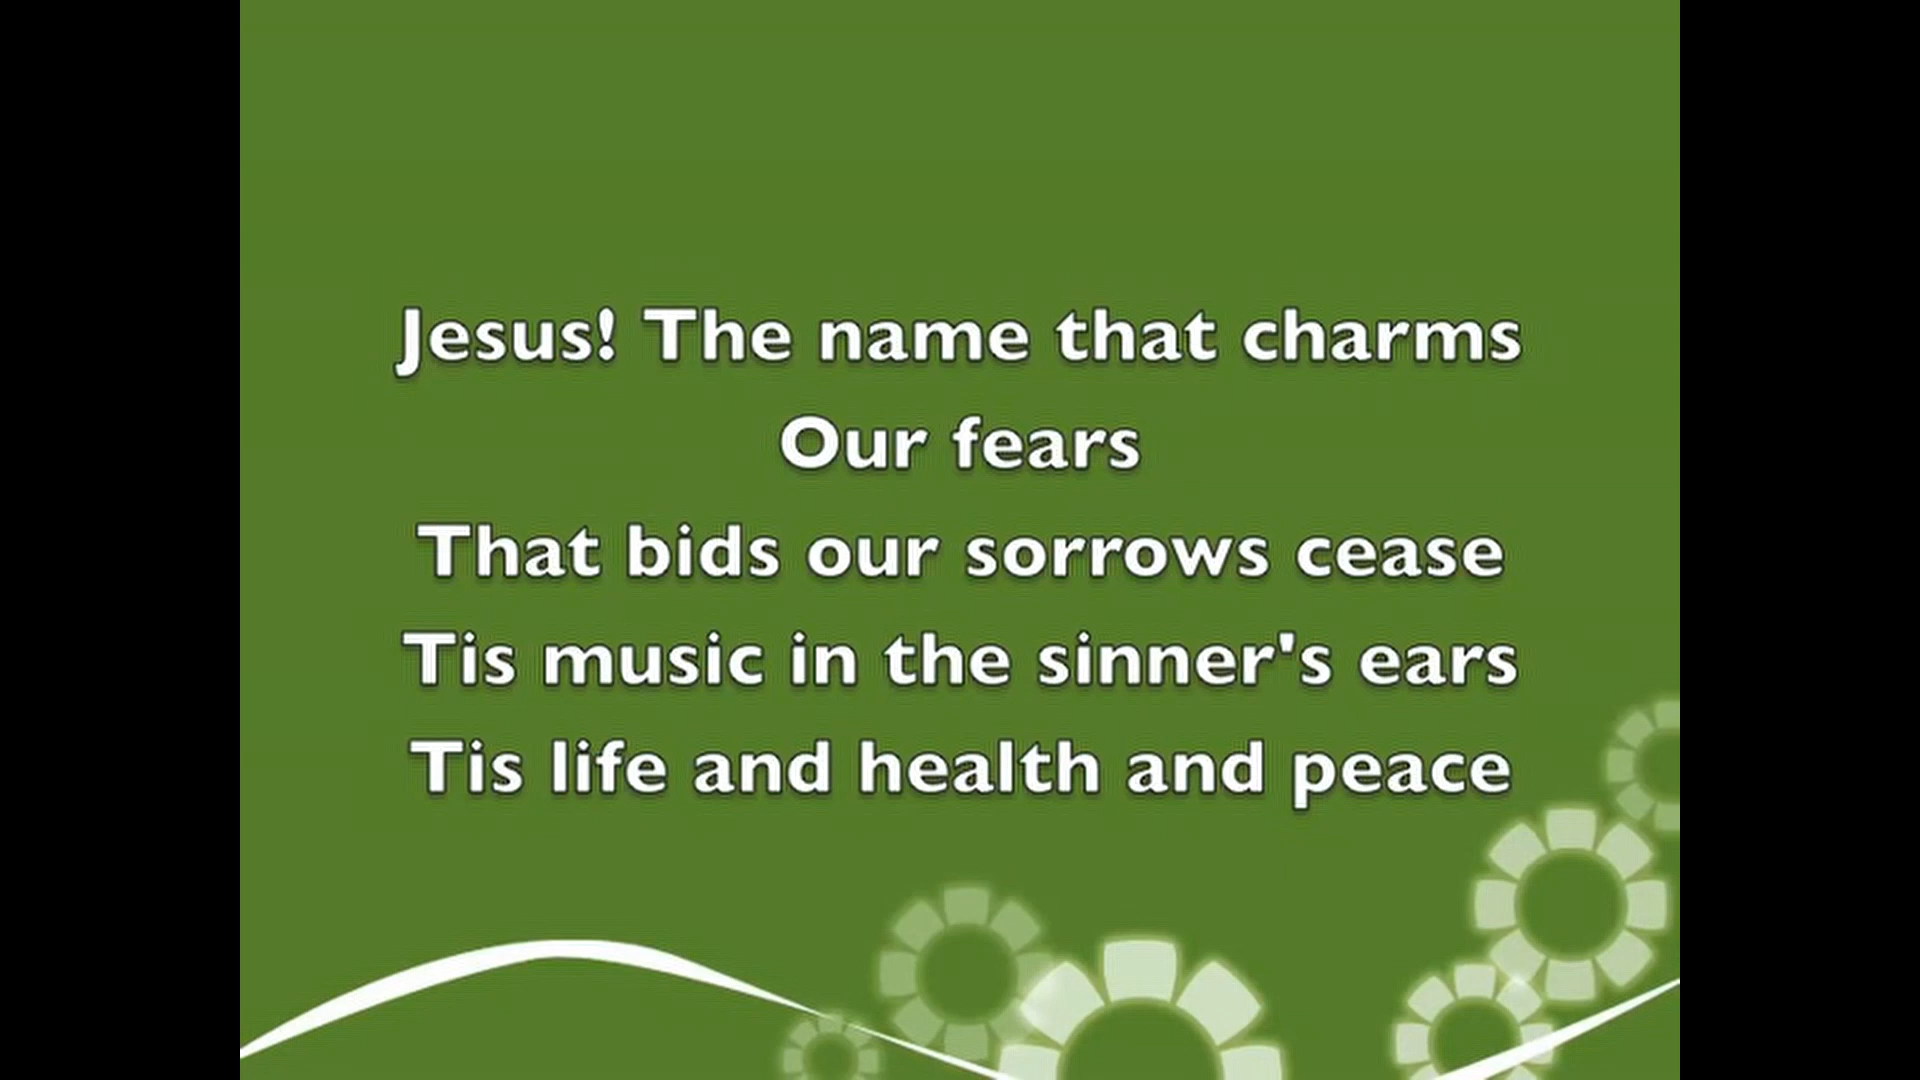 Jesus! The name that charms
Our fears
That bids our sorrows cease
Tis music in the sinner's ears
Tis life and health and peace